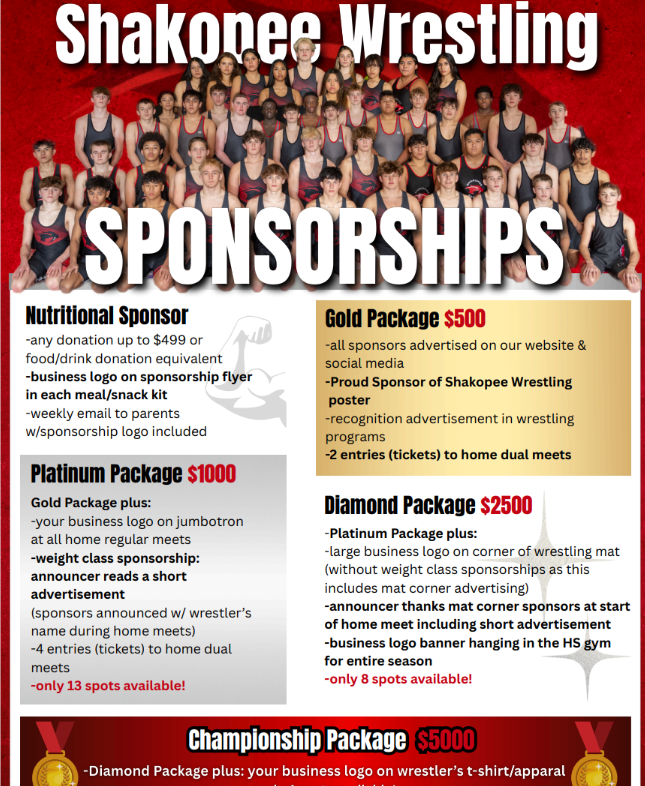 Shakopee Wrestling
SPONSORSHIPS
Nutritional Sponsor
-any donation up to $499 or
food/drink donation equivalent
-business logo on sponsorship flyer
in each meal/snack kit
-weekly email to parents
w/sponsorship logo included
Gold Package $500
-all sponsors advertised on our website &
social media
-Proud Sponsor of Shakopee Wrestling
poster
-recognition advertisement in wrestling
programs
-2 entries (tickets) to home dual meets
Platinum Package $1000
Gold Package plus:
-your business logo on jumbotron
at all home regular meets
-weight class sponsorship:
announcer reads a short
advertisement
(sponsors announced w/ wrestler's
name during home meets)
-4 entries (tickets) to home dual
meets
-only 13 spots available!
Diamond Package $2500
-Platinum Package plus:
-large business logo on corner of wrestling mat
(without weight class sponsorships as this
includes mat corner advertising)
-announcer thanks mat corner sponsors at start
of home meet including short advertisement
-business logo banner hanging in the HS gym
for entire season
-only 8 spots available!
Championship Package $5000
-Diamond Package plus: your business logo on wrestler's t-shirt/apparal